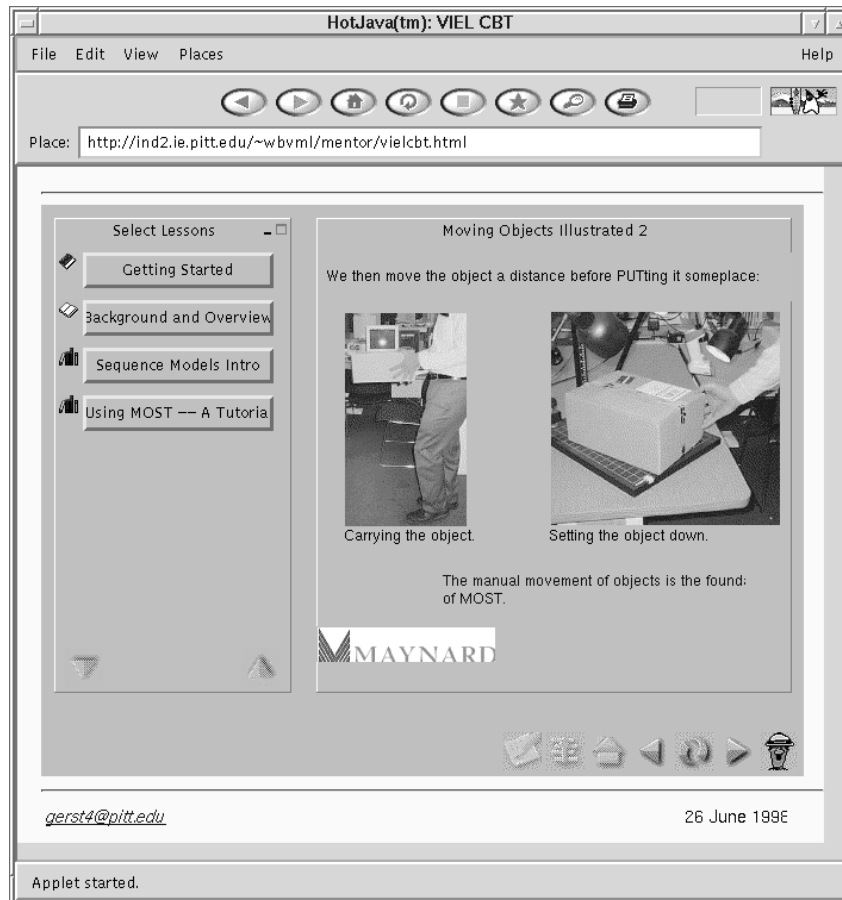 HotJava(tm): VIEL CBT
File Edit View Places Help
Place: http://ind2.ie.pitt.edu/~wbvml/mentor/vielcbt.html
Select Lessons
Getting Started
Background and Overview
Sequence Models Intro
Using MOST -- A Tutoria
Moving Objects Illustrated 2
We then move the object a distance before PUTting it someplace:
Carrying the object.
Setting the object down.
The manual movement of objects is the found:
of MOST.
MAYNARD
gerst4@pitt.edu
26 June 1998
Applet started.